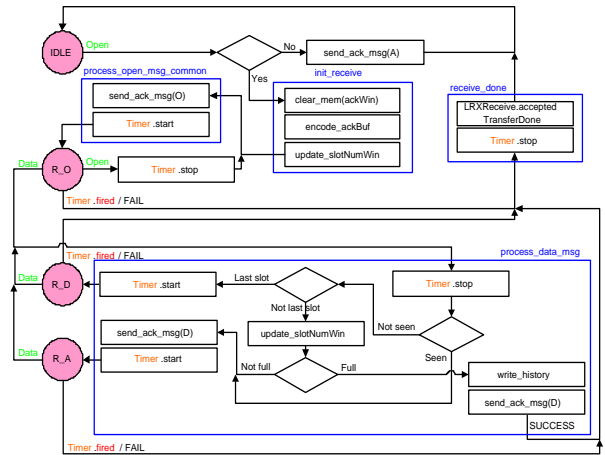 Open
IDLE
No
send_ack_msg(A)
Yes
process_open_msg_common
init_receive
receive_done
send_ack_msg(O)
clear_mem(ackWin)
LRXReceive.accepted
TransferDone
Timer .start
encode_ackBuf
Timer .stop
update_slotNumWin
Data
R_O
Open
Timer .stop
Timer .fired / FAIL
Timer .fired / FAIL
process_data_msg
Data
R_D
Timer .start
Last slot
Timer .stop
Not last slot
Not seen
send_ack_msg(D)
update_slotNumWin
Seen
Data
R_A
Timer .start
Not full
Full
write_history
send_ack_msg(D)
SUCCESS
Timer .fired / FAIL